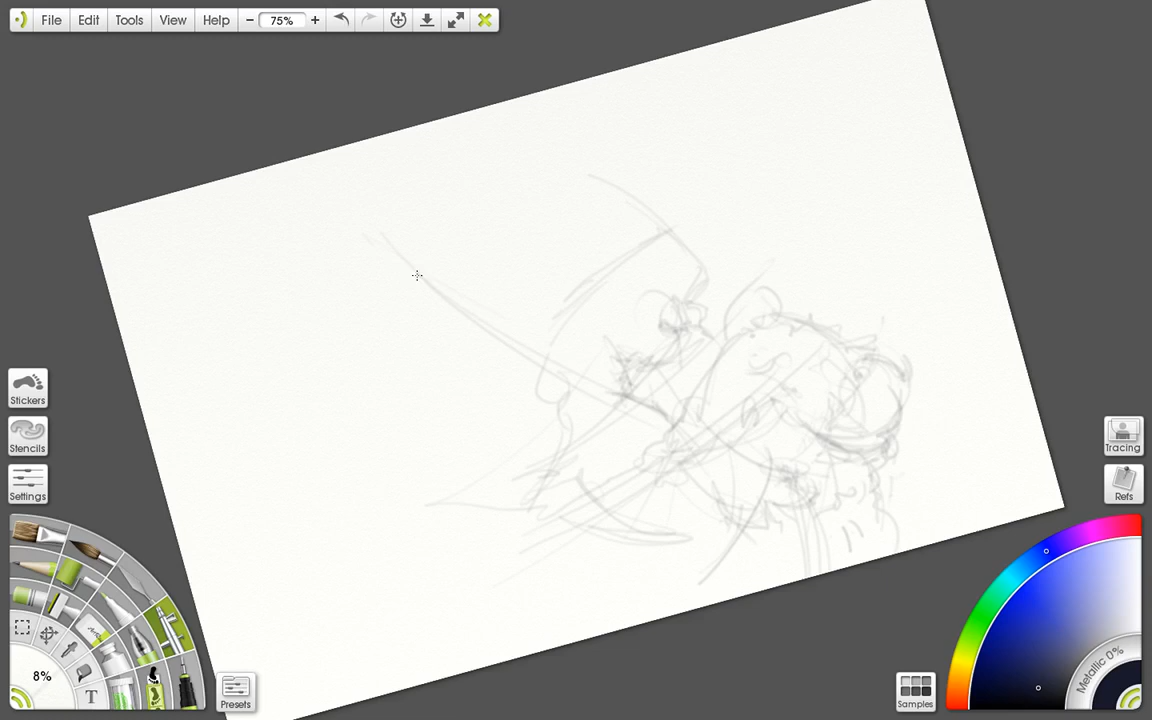 File Edit Tools View Help − 75% +
Stickers
Stencils
Settings
Tracing
Refs
Metallic 0%
8%
T
Presets
Samples